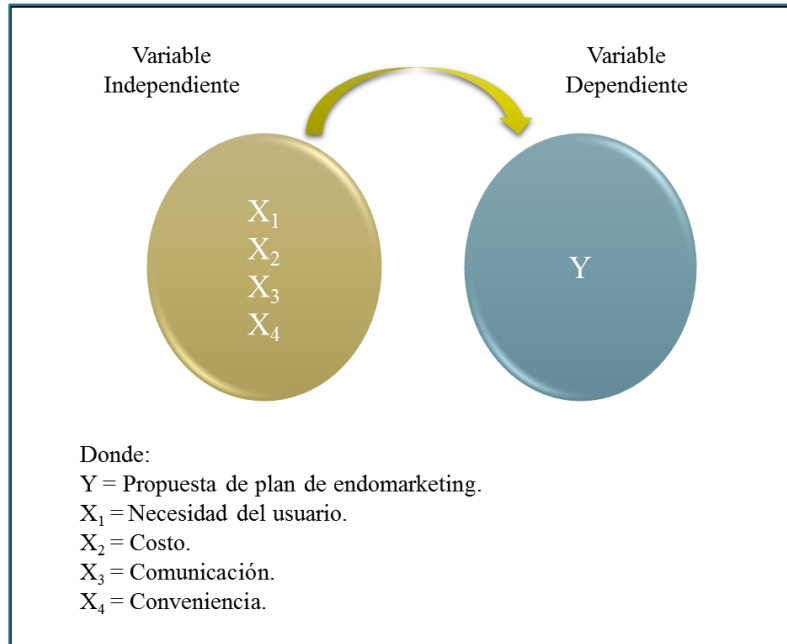 Variable
Independiente
Variable
Dependiente
X₁
X₂
X₃
X₄
Y
Donde:
Y = Propuesta de plan de endomarketing.
X₁ = Necesidad del usuario.
X₂ = Costo.
X₃ = Comunicación.
X₄ = Conveniencia.